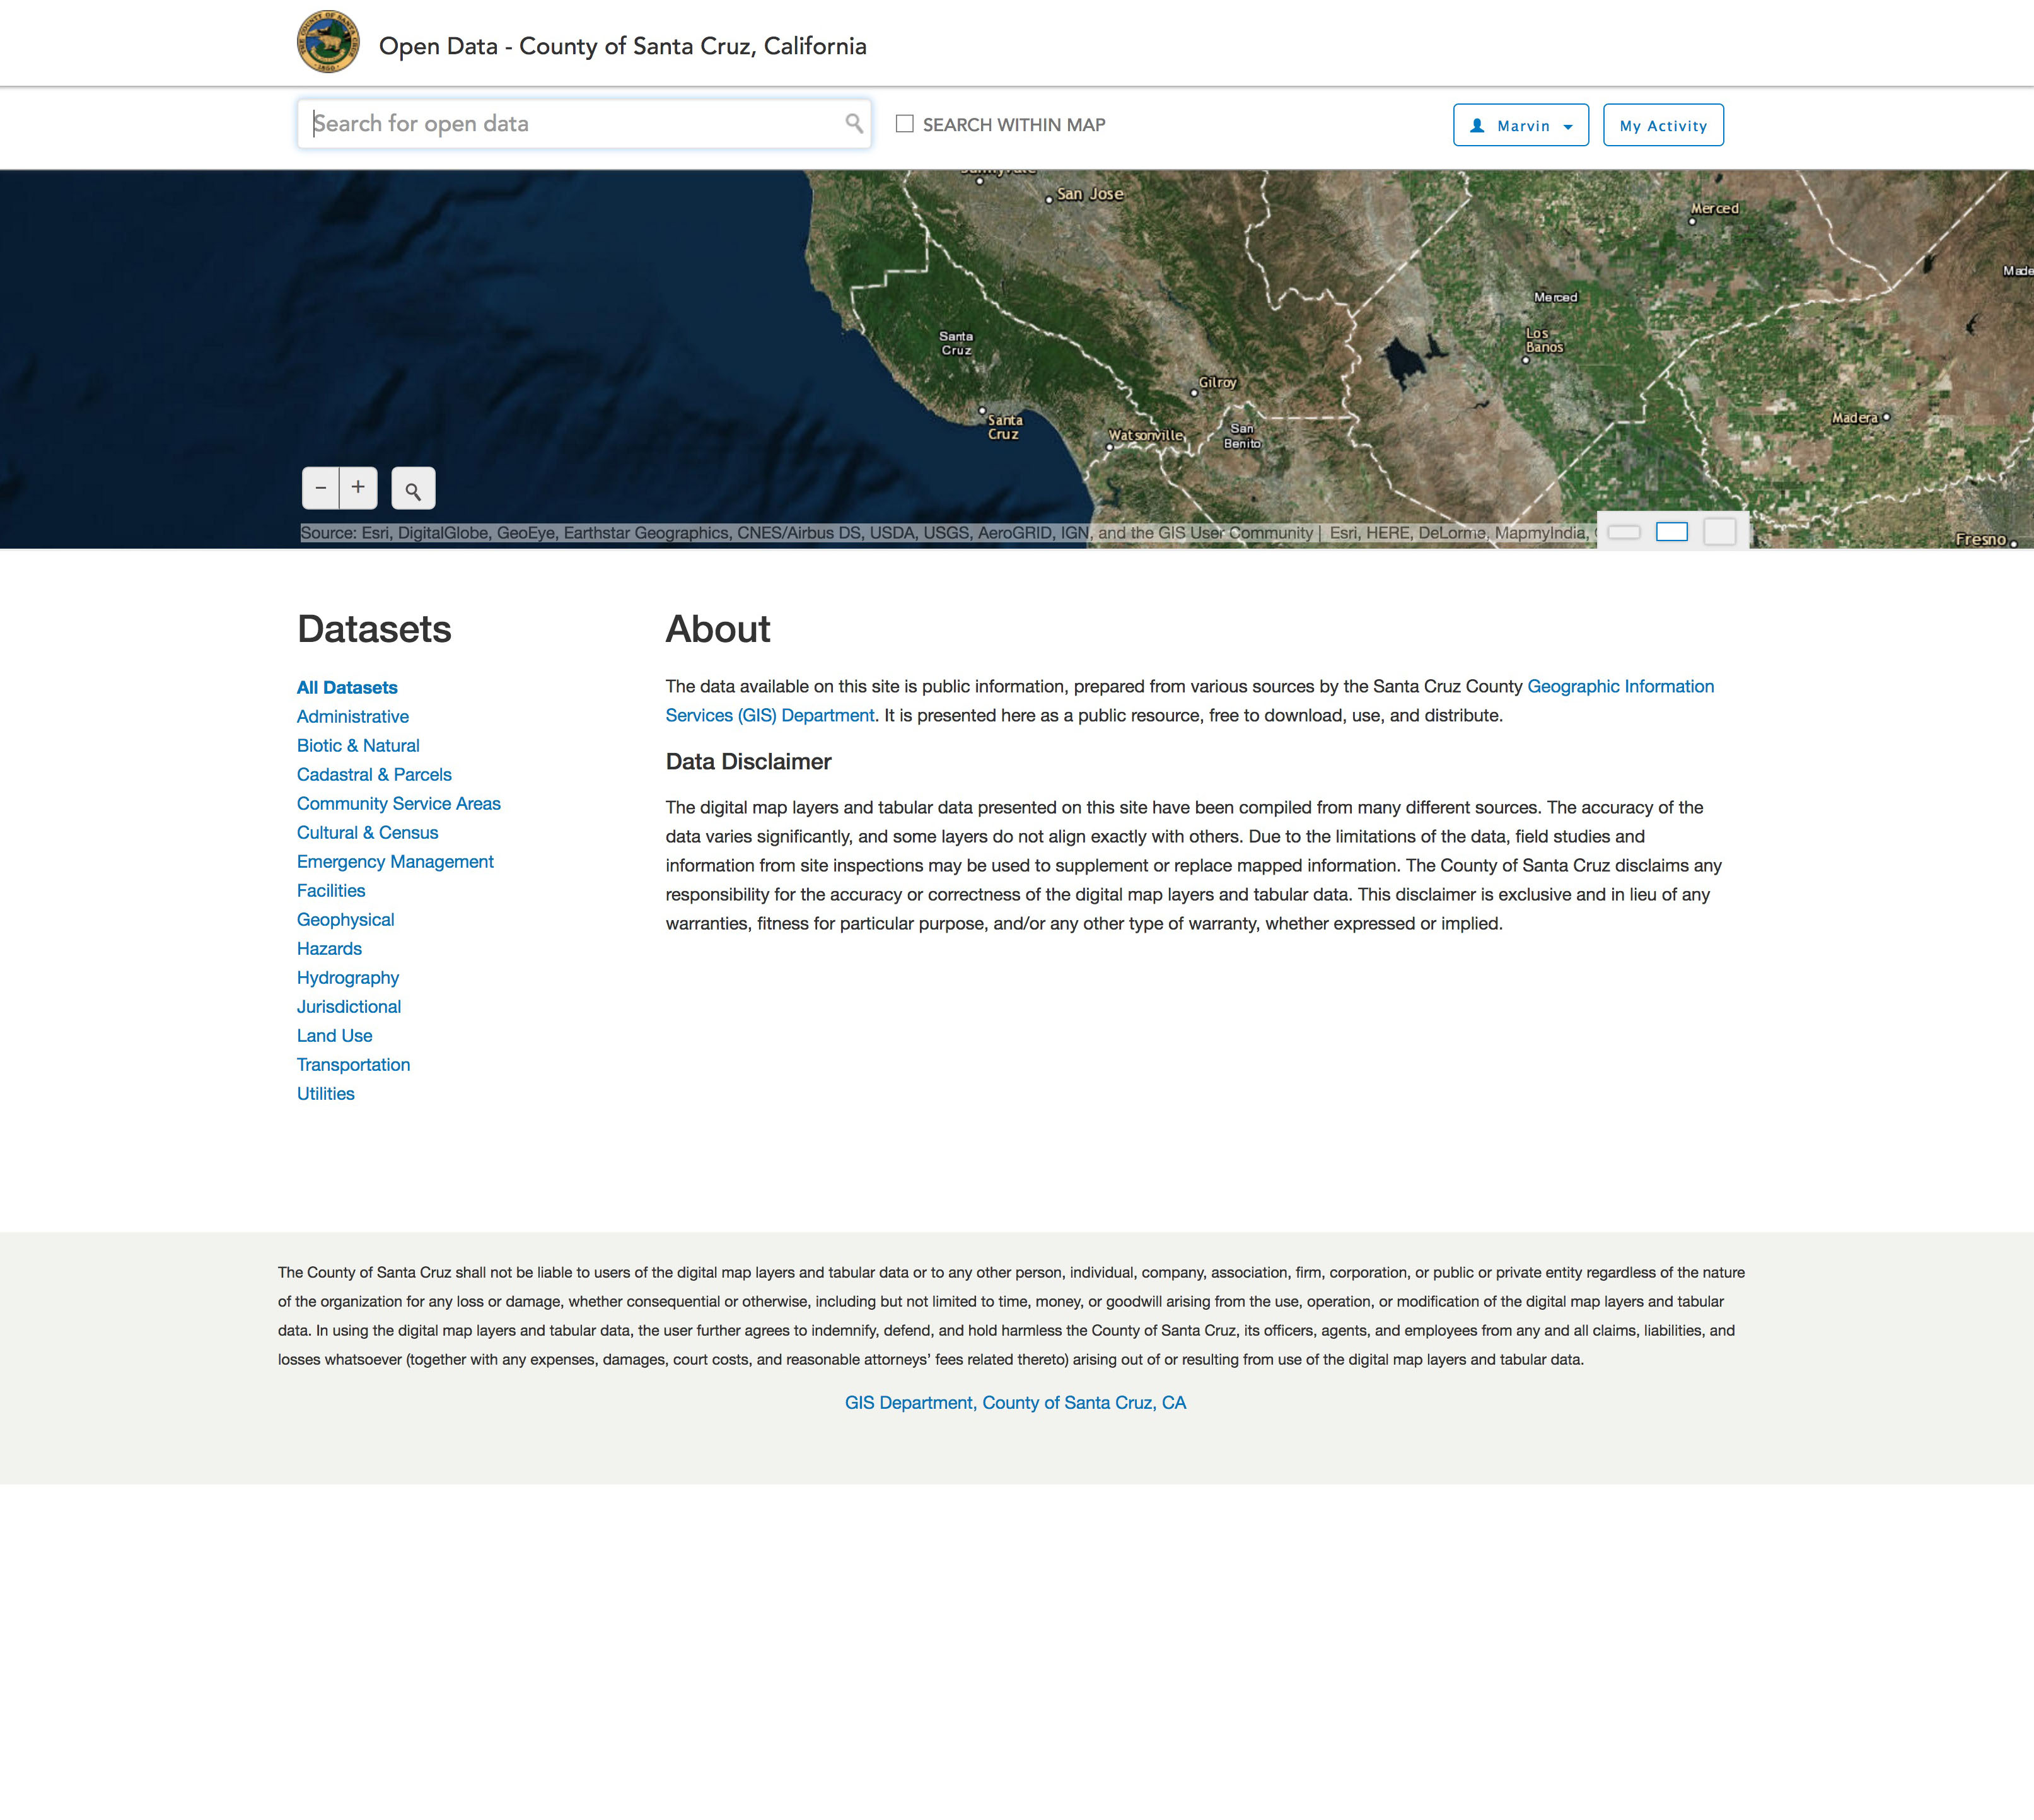 Open Data - County of Santa Cruz, California
Search for open data
SEARCH WITHIN MAP
Marvin
My Activity
San Jose
Merced
Merced
Los
Banos
Santa
Cruz
Gilroy
Santa
Cruz
Watsonville
San
Benito
Madera
Fresno
− +
Source: Esri, DigitalGlobe, GeoEye, Earthstar Geographics, CNES/Airbus DS, USDA, USGS, AeroGRID, IGN, and the GIS User Community | Esri, HERE, DeLorme, MapmyIndia,
Datasets
All Datasets
Administrative
Biotic & Natural
Cadastral & Parcels
Community Service Areas
Cultural & Census
Emergency Management
Facilities
Geophysical
Hazards
Hydrography
Jurisdictional
Land Use
Transportation
Utilities
About
The data available on this site is public information, prepared from various sources by the Santa Cruz County Geographic Information
Services (GIS) Department. It is presented here as a public resource, free to download, use, and distribute.
Data Disclaimer
The digital map layers and tabular data presented on this site have been compiled from many different sources. The accuracy of the
data varies significantly, and some layers do not align exactly with others. Due to the limitations of the data, field studies and
information from site inspections may be used to supplement or replace mapped information. The County of Santa Cruz disclaims any
responsibility for the accuracy or correctness of the digital map layers and tabular data. This disclaimer is exclusive and in lieu of any
warranties, fitness for particular purpose, and/or any other type of warranty, whether expressed or implied.
The County of Santa Cruz shall not be liable to users of the digital map layers and tabular data or to any other person, individual, company, association, firm, corporation, or public or private entity regardless of the nature
of the organization for any loss or damage, whether consequential or otherwise, including but not limited to time, money, or goodwill arising from the use, operation, or modification of the digital map layers and tabular
data. In using the digital map layers and tabular data, the user further agrees to indemnify, defend, and hold harmless the County of Santa Cruz, its officers, agents, and employees from any and all claims, liabilities, and
losses whatsoever (together with any expenses, damages, court costs, and reasonable attorneys’ fees related thereto) arising out of or resulting from use of the digital map layers and tabular data.
GIS Department, County of Santa Cruz, CA